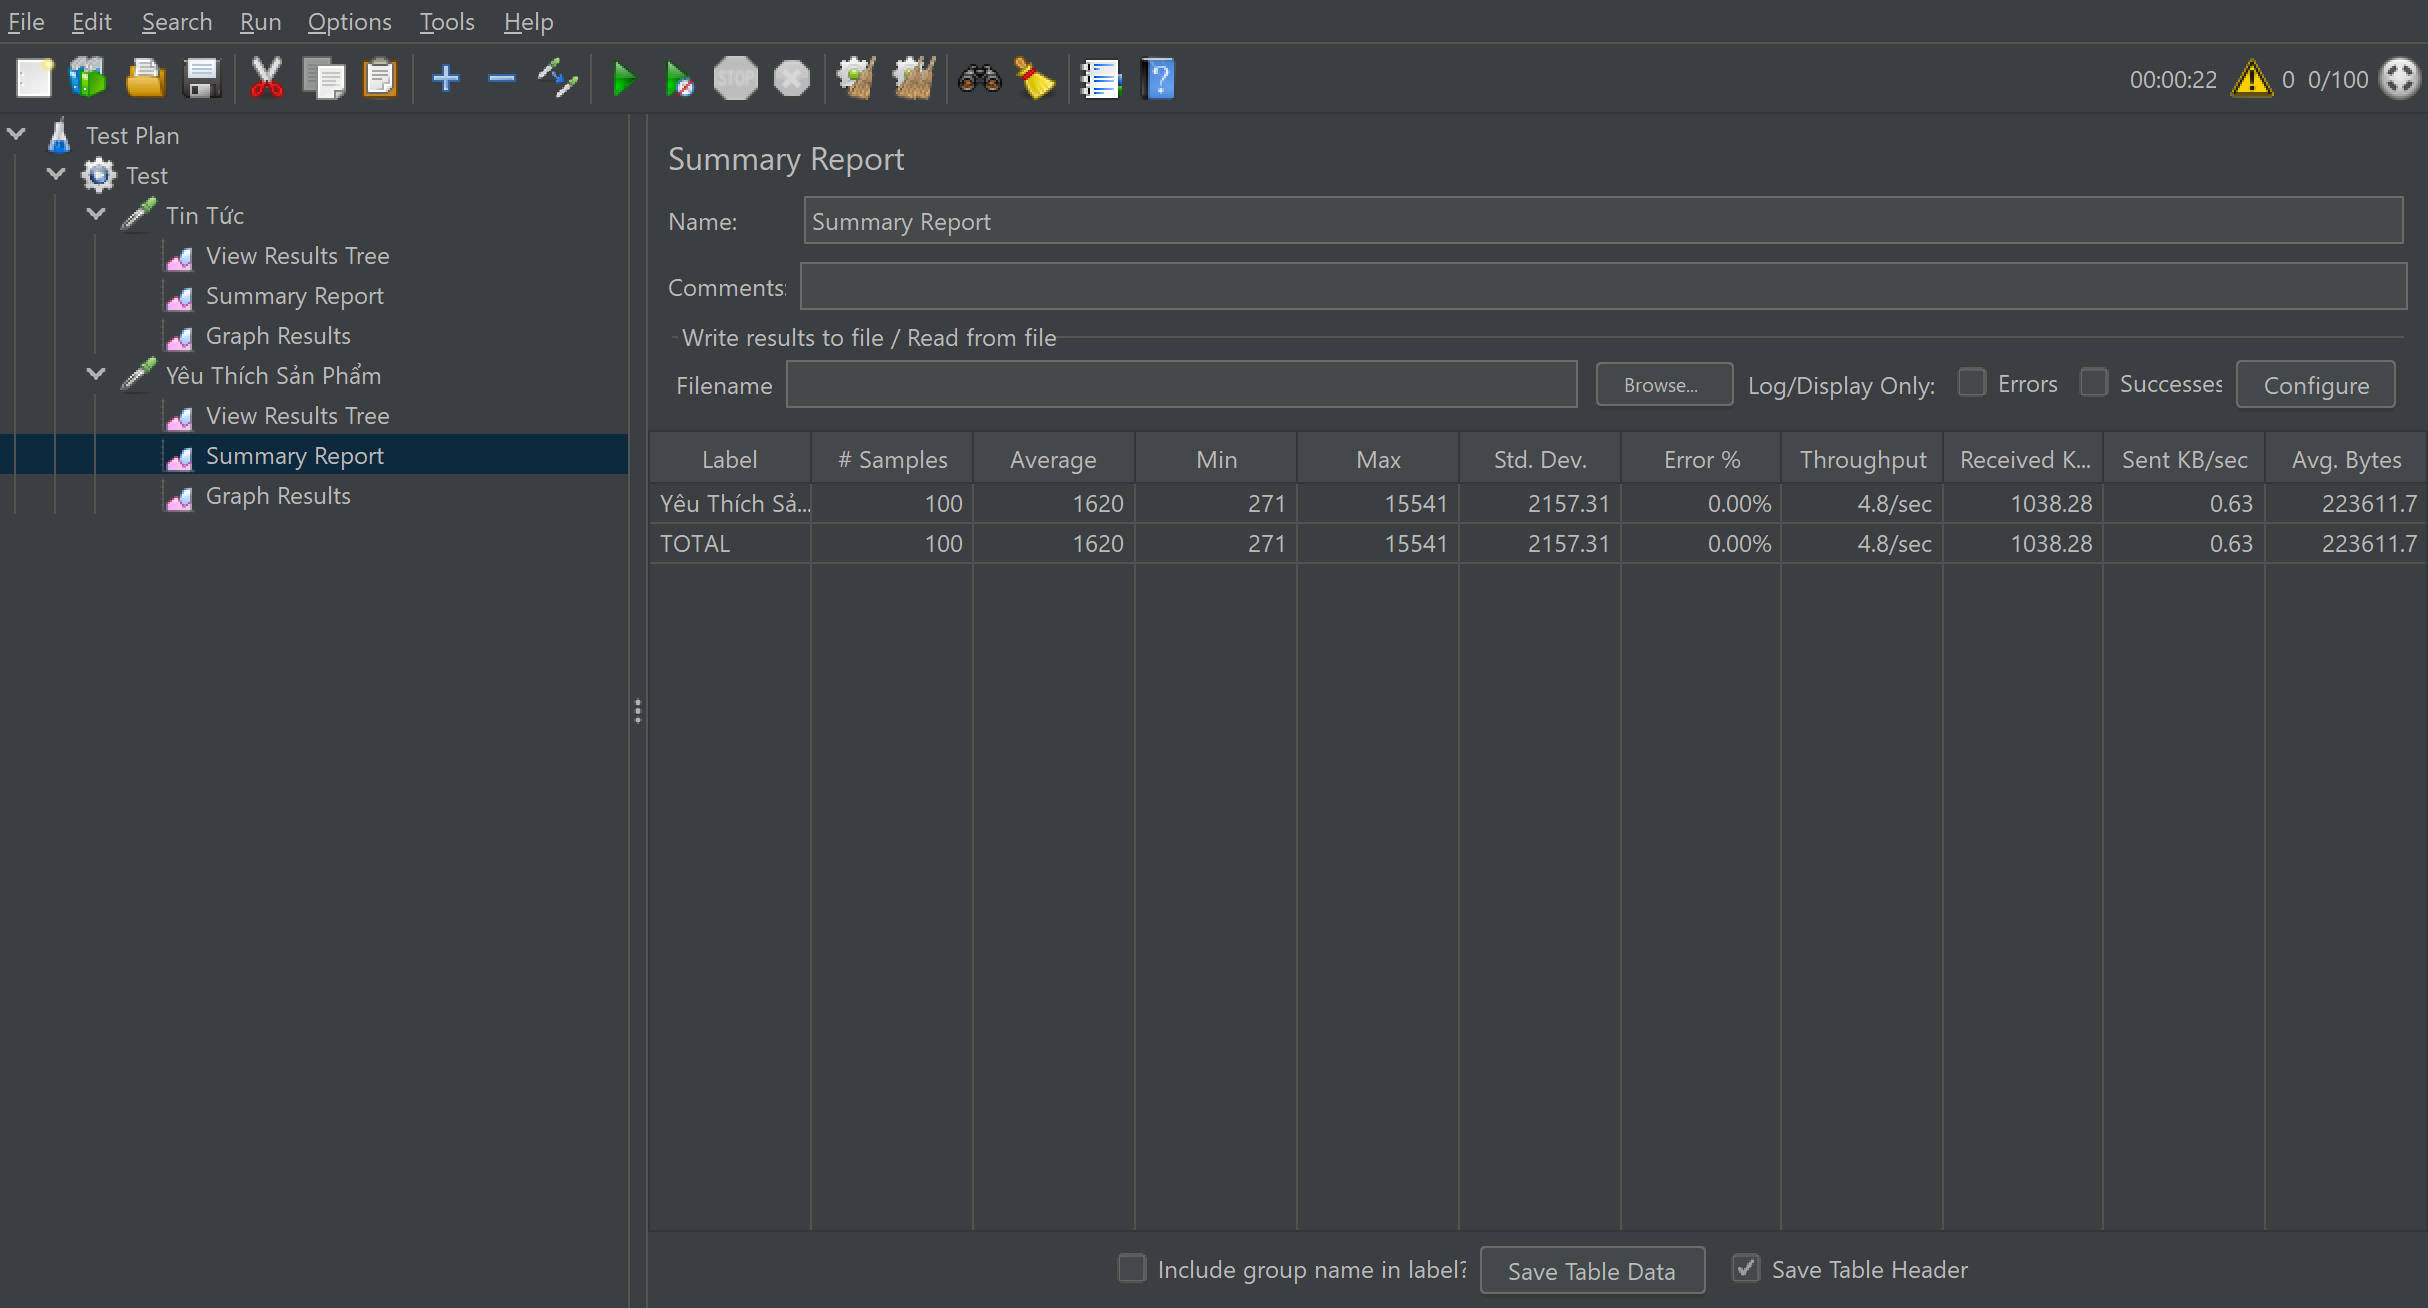 File Edit Search Run Options Tools Help
STOP ? 00:00:22 0 0/100
Test Plan
Test
Tin Tức
View Results Tree
Summary Report
Graph Results
Yêu Thích Sản Phẩm
View Results Tree
Summary Report
Graph Results
Summary Report
Name: Summary Report
Comments:
Write results to file / Read from file
Filename Browse... Log/Display Only: Errors Successes Configure
Label # Samples Average Min Max Std. Dev. Error % Throughput Received K... Sent KB/sec Avg. Bytes
Yêu Thích Sả... 100 1620 271 15541 2157.31 0.00% 4.8/sec 1038.28 0.63 223611.7
TOTAL 100 1620 271 15541 2157.31 0.00% 4.8/sec 1038.28 0.63 223611.7
Include group name in label? Save Table Data Save Table Header